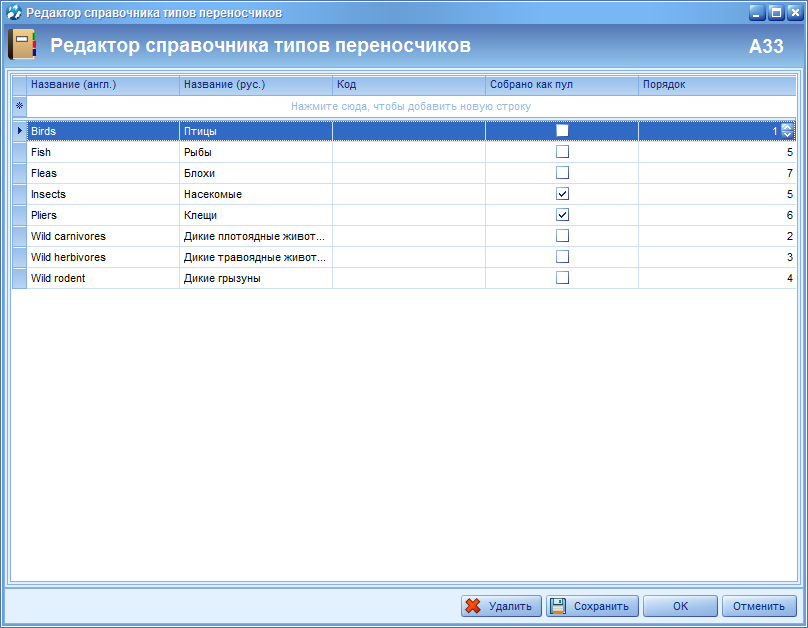 Редактор справочника типов переносчиков
Редактор справочника типов переносчиков A33
Название (англ.) Название (рус.) Код Собрано как пул Порядок
Нажмите сюда, чтобы добавить новую строку
Birds Птицы 1
Fish Рыбы 5
Fleas Блохи 7
Insects Насекомые 5
Pliers Клещи 6
Wild carnivores Дикие плотоядные живот... 2
Wild herbivores Дикие травоядные живот... 3
Wild rodent Дикие грызуны 4
Удалить Сохранить OK Отменить